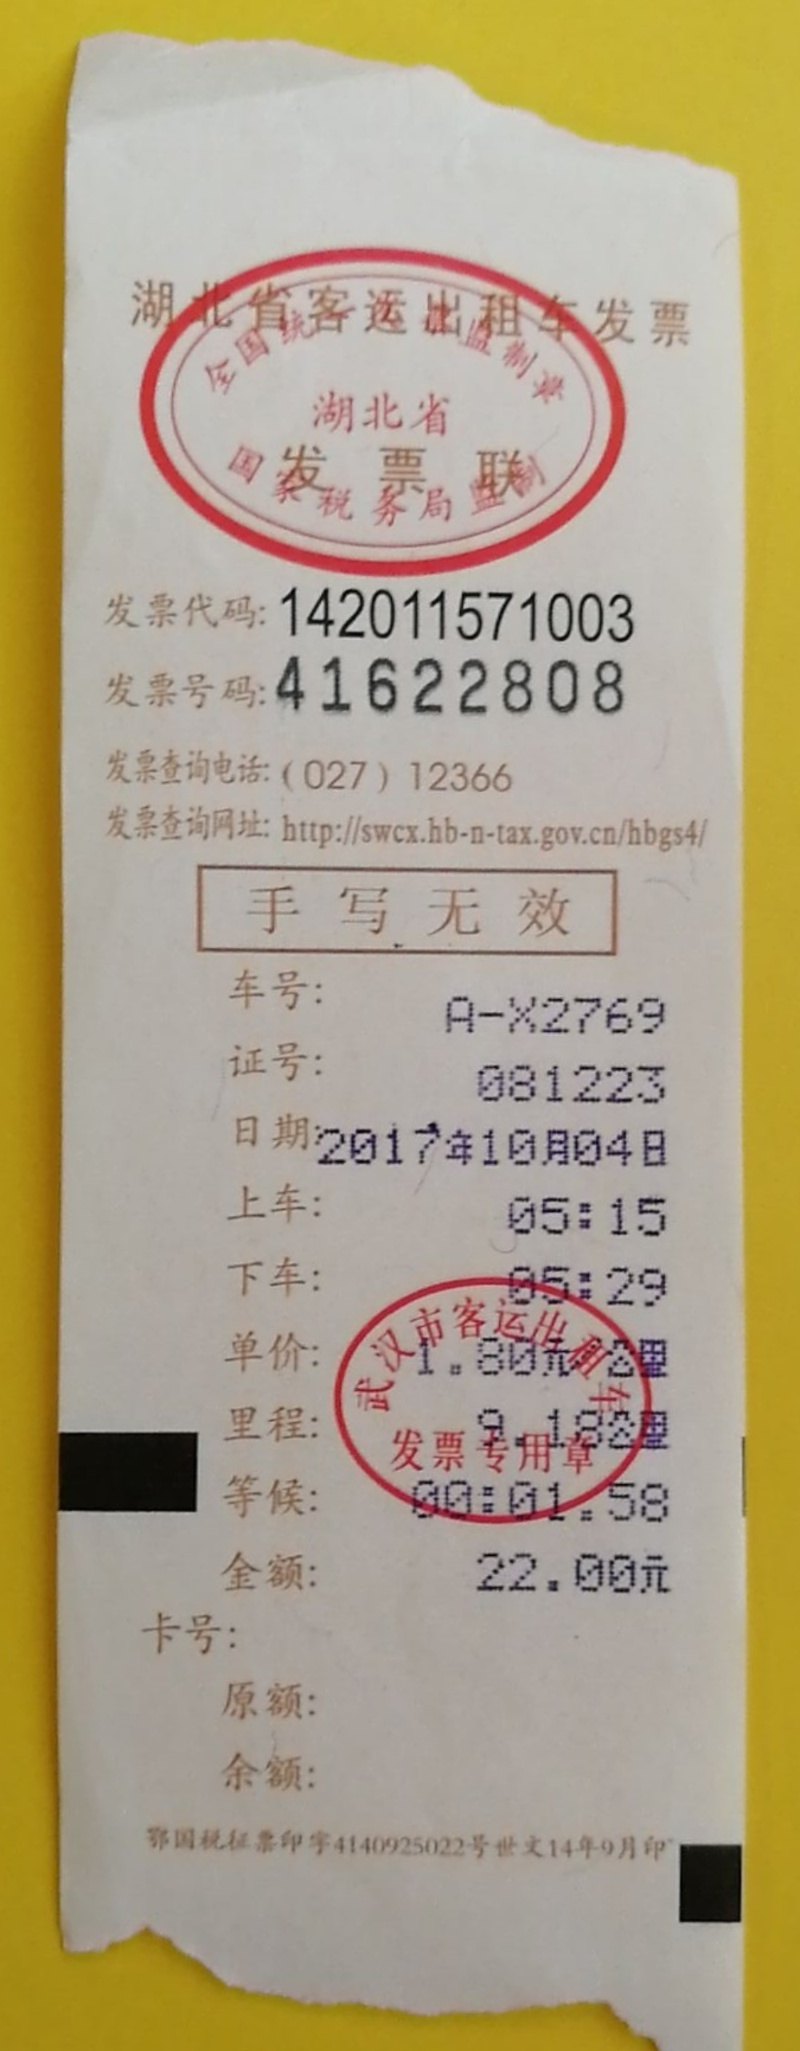 湖北省客运出租车发票
全国统一发票监制章
湖北省
发票联
国家税务局监制
发票代码:142011571003
发票号码:41622808
发票查询电话:(027)12366
发票查询网址:http://swcx.hb-n-tax.gov.cn/hbgs4/
手写无效
车号: A-X2769
证号: 081223
日期:2017年10月04日
上车: 05:15
下车: 05:29
武汉市客运出租车
单价: 1.80元/公里
里程: 9.18公里
发票专用章
等候: 00:01.58
金额: 22.00元
卡号:
原额:
余额:
鄂国税征票印字4140925022号世文14年9月印